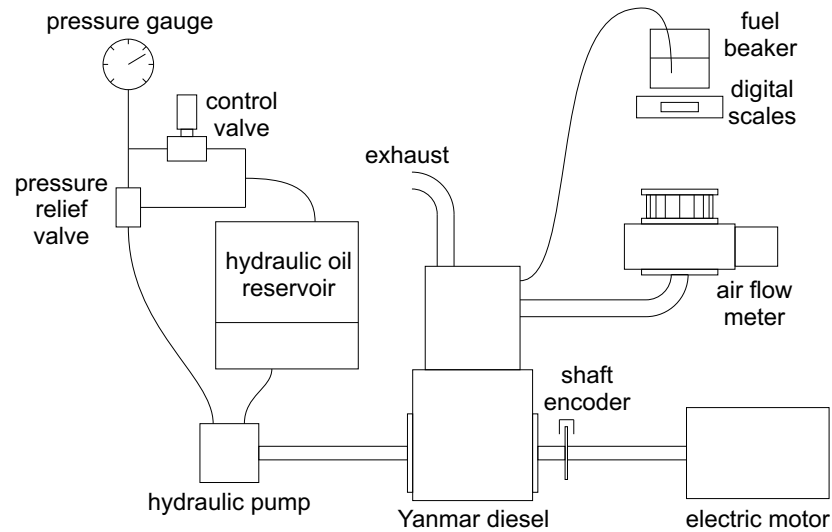 pressure gauge
control
valve
pressure
relief
valve
hydraulic oil
reservoir
exhaust
fuel
beaker
digital
scales
air flow
meter
shaft
encoder
hydraulic pump
Yanmar diesel
electric motor